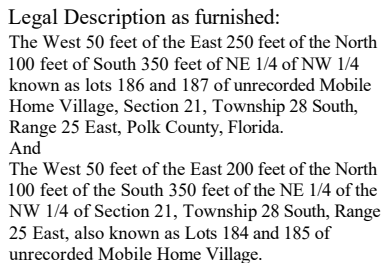 Legal Description as furnished:
The West 50 feet of the East 250 feet of the North
100 feet of South 350 feet of NE 1/4 of NW 1/4
known as lots 186 and 187 of unrecorded Mobile
Home Village, Section 21, Township 28 South,
Range 25 East, Polk County, Florida.
And
The West 50 feet of the East 200 feet of the North
100 feet of the South 350 feet of the NE 1/4 of the
NW 1/4 of Section 21, Township 28 South, Range
25 East, also known as Lots 184 and 185 of
unrecorded Mobile Home Village.